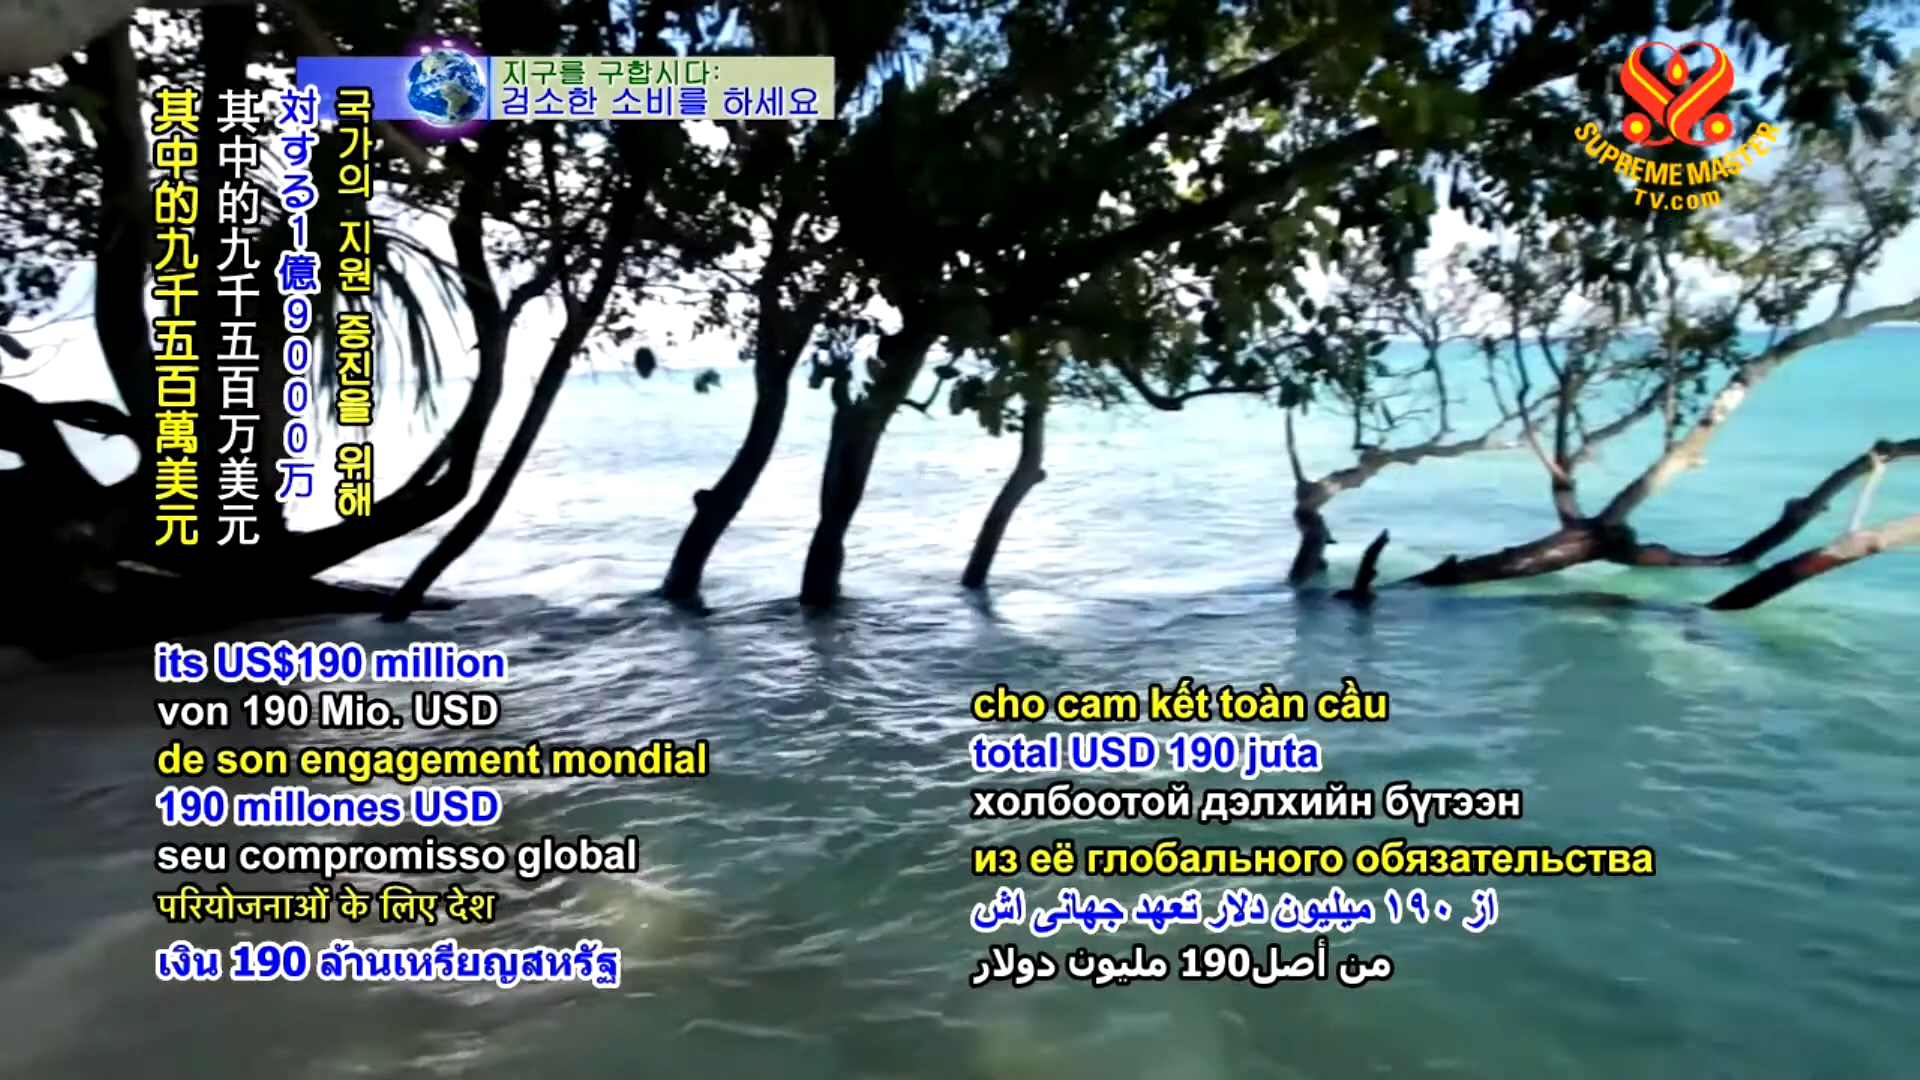 지구를 구합시다:
검소한 소비를 하세요
SUPREME MASTER
TV.com
국가의 지원 증진을 위해
対する1億9000万
其中的九千五百万美元
其中的九千五百萬美元
its US$190 million
von 190 Mio. USD
de son engagement mondial
190 millones USD
seu compromisso global
परियोजनाओं के लिए देश
เงิน 190 ล้านเหรียญสหรัฐ
cho cam kết toàn cầu
total USD 190 juta
холбоотой дэлхийн бүтээн
из её глобального обязательства
از ۱۹۰ میلیون دلار تعهد جهانی اش
من أصل190 مليون دولار